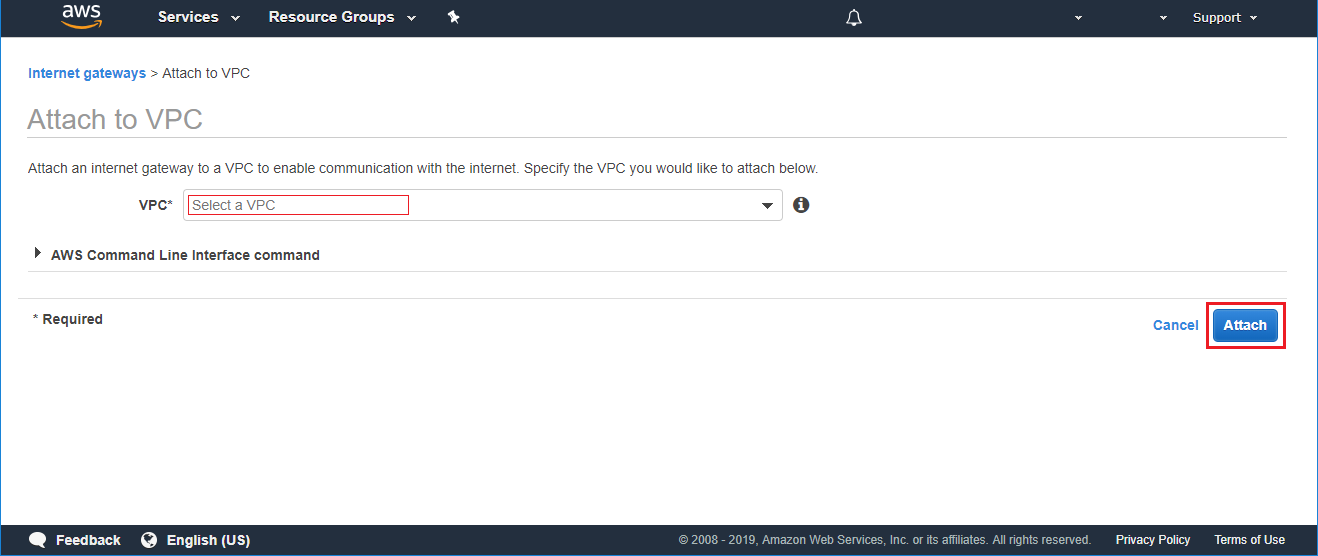 aws Services Resource Groups Support
Internet gateways > Attach to VPC
Attach to VPC
Attach an internet gateway to a VPC to enable communication with the internet. Specify the VPC you would like to attach below.
VPC* Select a VPC
AWS Command Line Interface command
* Required
Cancel Attach
Feedback English (US) © 2008 - 2019, Amazon Web Services, Inc. or its affiliates. All rights reserved. Privacy Policy Terms of Use